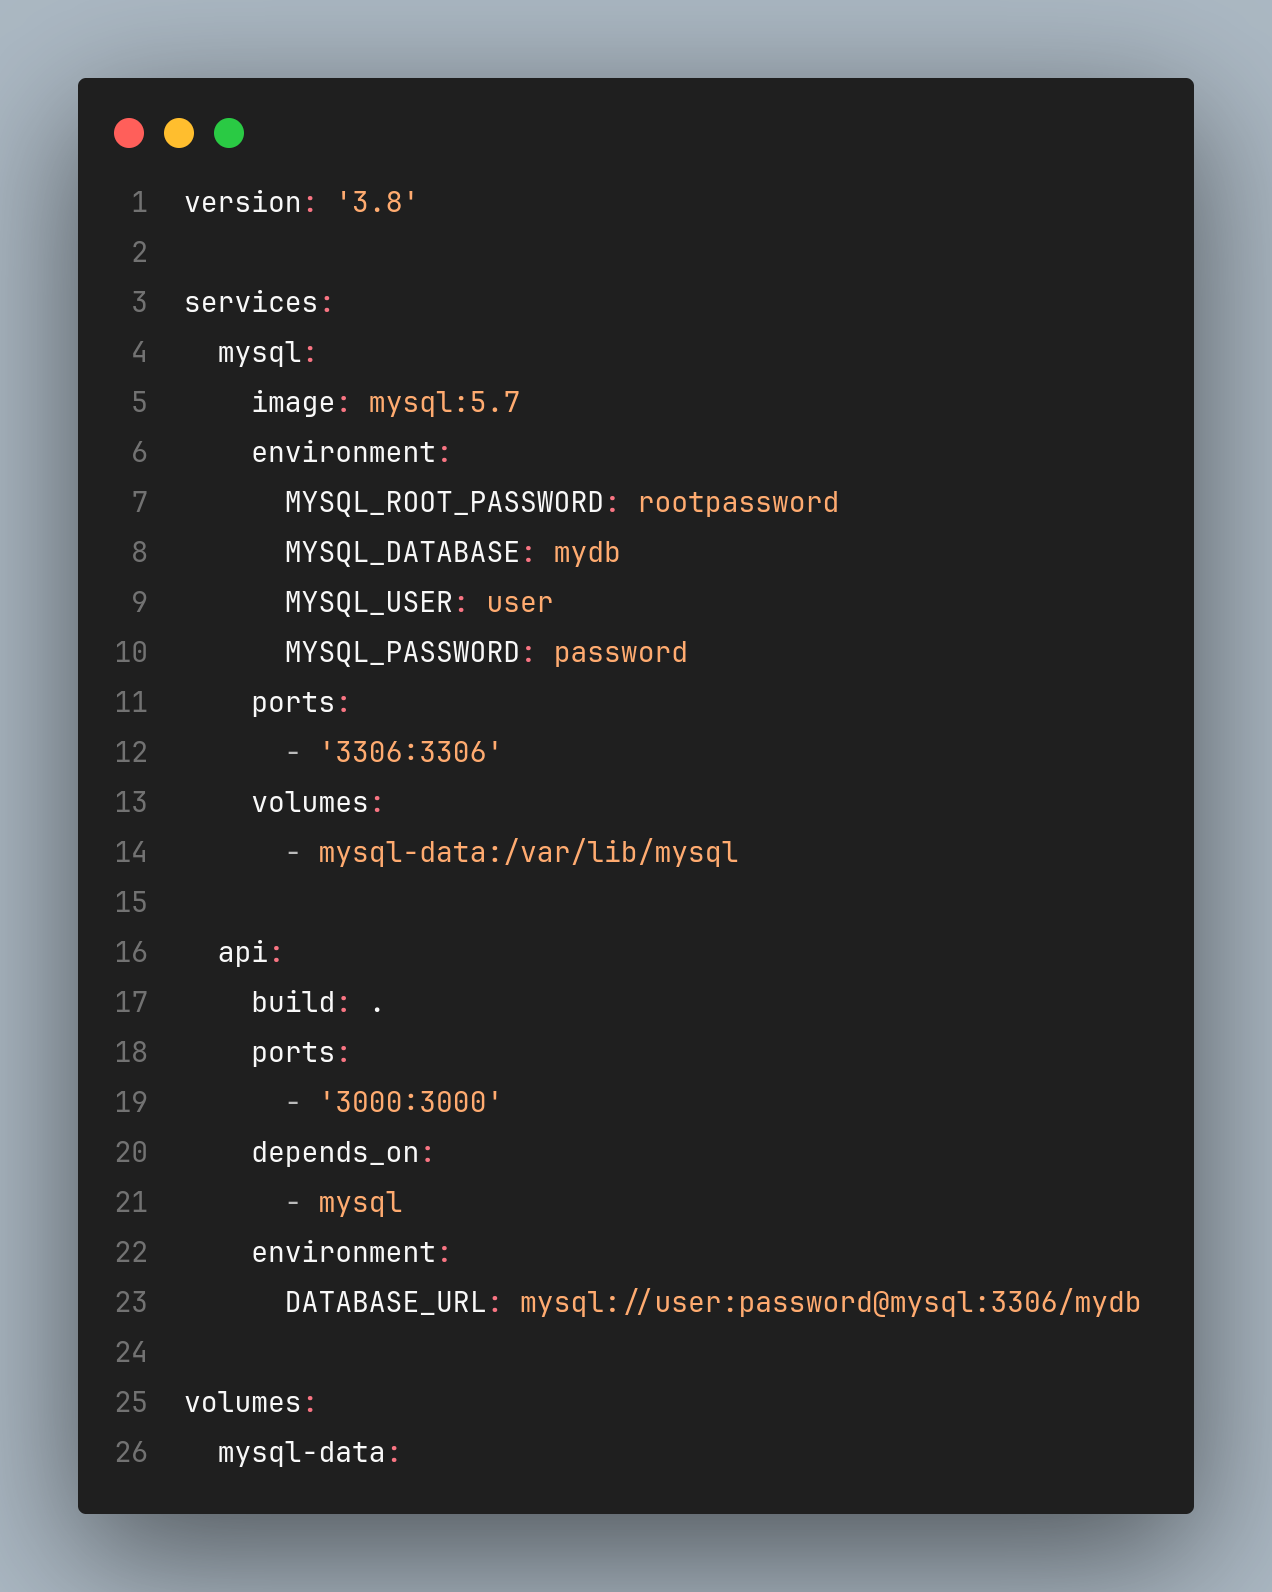 1 version: '3.8'
2
3 services:
4   mysql:
5     image: mysql:5.7
6     environment:
7       MYSQL_ROOT_PASSWORD: rootpassword
8       MYSQL_DATABASE: mydb
9       MYSQL_USER: user
10       MYSQL_PASSWORD: password
11     ports:
12       - '3306:3306'
13     volumes:
14       - mysql-data:/var/lib/mysql
15
16   api:
17     build: .
18     ports:
19       - '3000:3000'
20     depends_on:
21       - mysql
22     environment:
23       DATABASE_URL: mysql://user:password@mysql:3306/mydb
24
25 volumes:
26   mysql-data: